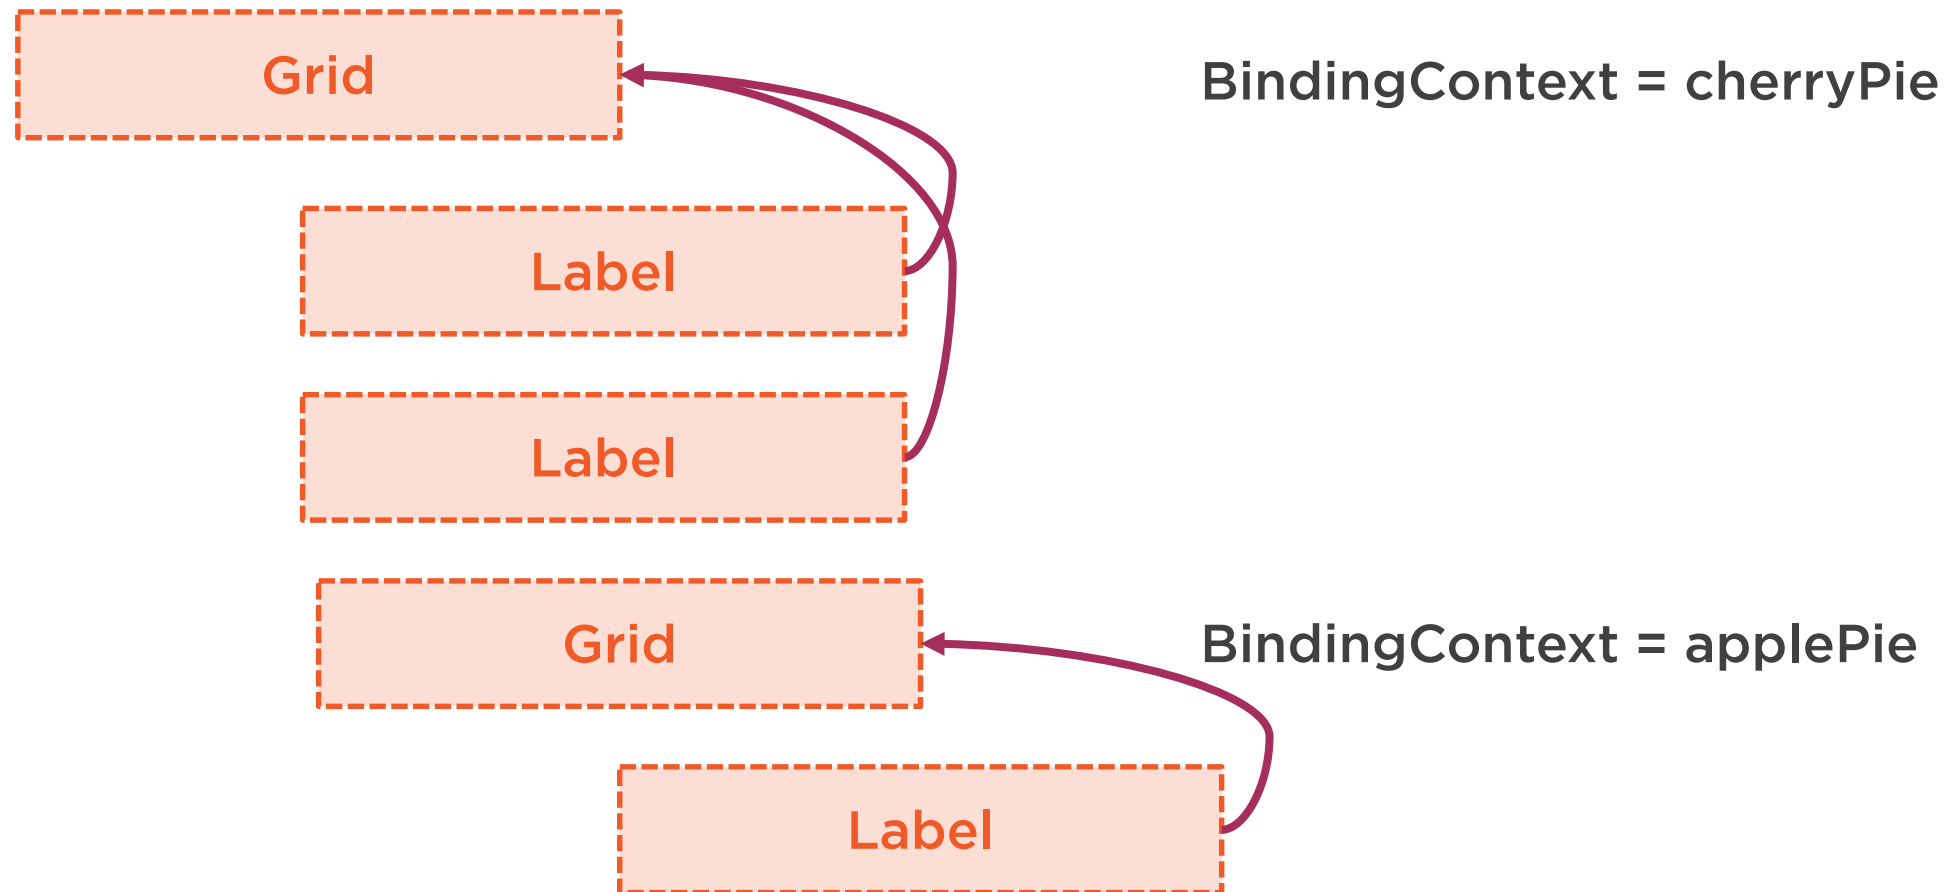 Grid
BindingContext = cherryPie
Label
Label
Grid
BindingContext = applePie
Label